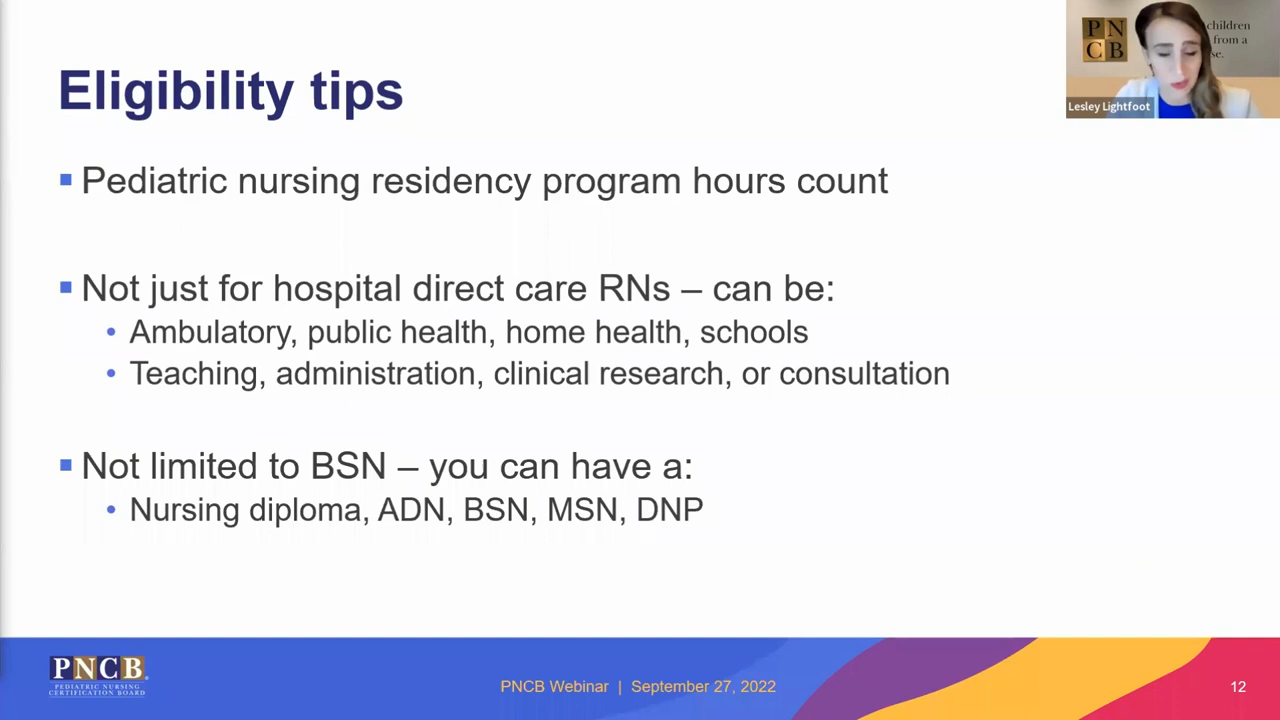 Eligibility tips
Pediatric nursing residency program hours count
Not just for hospital direct care RNs – can be:
Ambulatory, public health, home health, schools
Teaching, administration, clinical research, or consultation
Not limited to BSN – you can have a:
Nursing diploma, ADN, BSN, MSN, DNP
PN
CB
children
from a
se.
Lesley Lightfoot
PNCB
PEDIATRIC NURSING
CERTIFICATION BOARD
PNCB Webinar | September 27, 2022
12